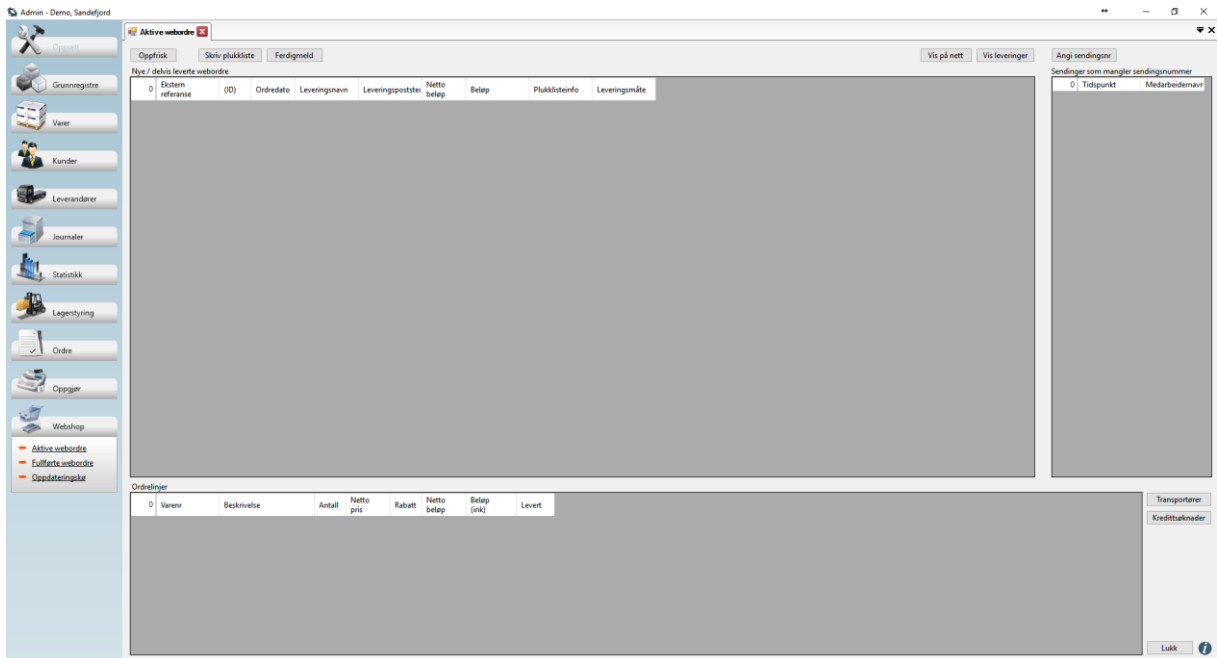 Admin - Demo, Sandefjord
Aktive webordre
Oppsett
Grunnregistre
Varer
Kunder
Leverandører
Journaler
Statistikk
Lagerstyring
Ordre
Oppgjør
Webshop
Aktive webordre
Fullførte webordre
Oppdateringskø
Oppfrisk Skriv plukkliste Ferdigmeld Vis på nett Vis leveringer Angi sendingsnr
Nye / delvis leverte webordre
0 Ekstern referanse (ID) Ordredato Leveringsnavn Leveringspoststed Netto beløp Beløp Plukklisteinfo Leveringsmåte
Sendinger som mangler sendingsnummer
0 Tidspunkt Medarbeidernavr
Ordrelinjer
0 Varenr Beskrivelse Antall Netto pris Rabatt Netto beløp Beløp (ink) Levert
Transportører
Kredittsøknader
Lukk